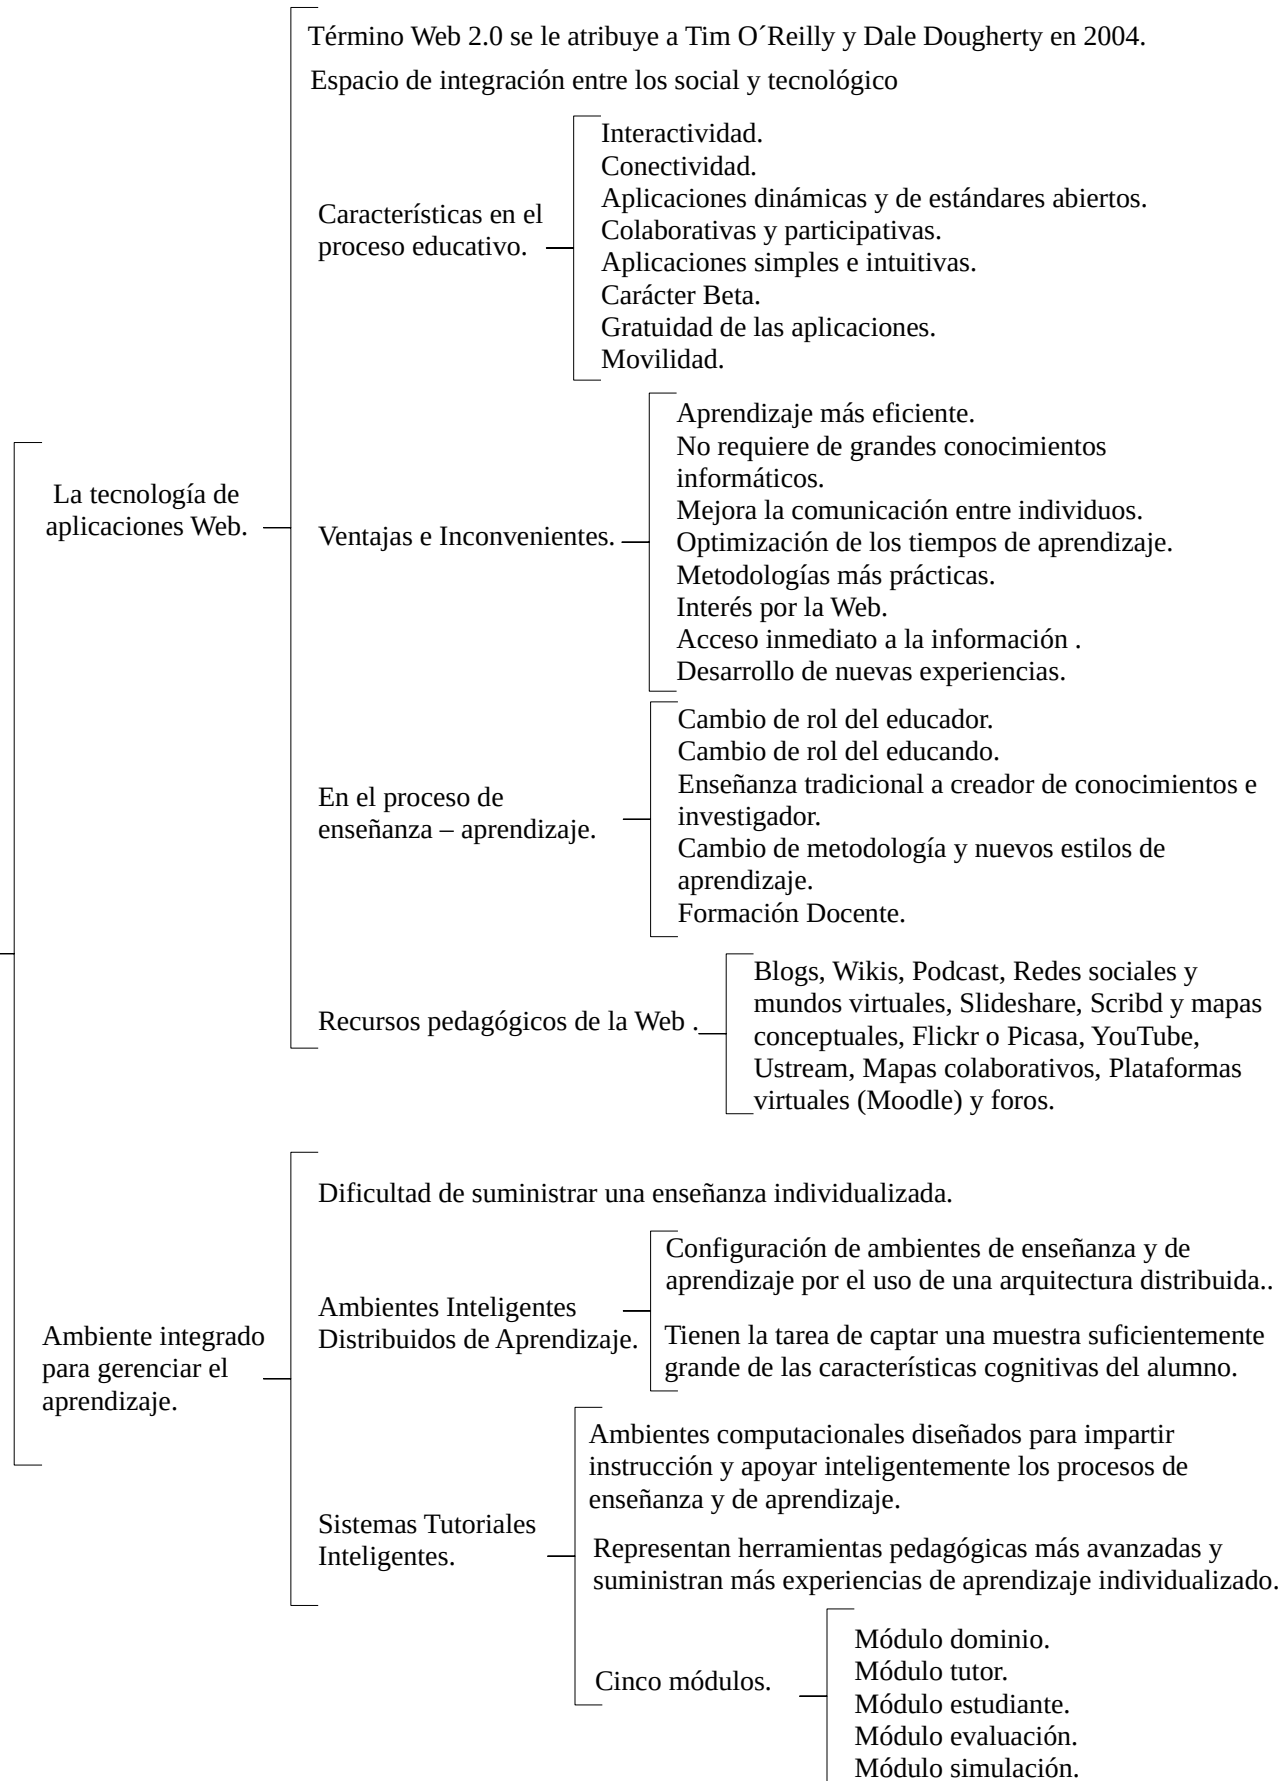 Término Web 2.0 se le atribuye a Tim O´Reilly y Dale Dougherty en 2004.
Espacio de integración entre los social y tecnológico
Interactividad.
Conectividad.
Aplicaciones dinámicas y de estándares abiertos.
Colaborativas y participativas.
Aplicaciones simples e intuitivas.
Carácter Beta.
Gratuidad de las aplicaciones.
Movilidad.
Características en el
proceso educativo.
Aprendizaje más eficiente.
No requiere de grandes conocimientos
informáticos.
Mejora la comunicación entre individuos.
Optimización de los tiempos de aprendizaje.
Metodologías más prácticas.
Interés por la Web.
Acceso inmediato a la información .
Desarrollo de nuevas experiencias.
La tecnología de
aplicaciones Web.
Ventajas e Inconvenientes.
Cambio de rol del educador.
Cambio de rol del educando.
Enseñanza tradicional a creador de conocimientos e
investigador.
Cambio de metodología y nuevos estilos de
aprendizaje.
Formación Docente.
En el proceso de
enseñanza – aprendizaje.
Recursos pedagógicos de la Web .
Blogs, Wikis, Podcast, Redes sociales y
mundos virtuales, Slideshare, Scribd y mapas
conceptuales, Flickr o Picasa, YouTube,
Ustream, Mapas colaborativos, Plataformas
virtuales (Moodle) y foros.
Dificultad de suministrar una enseñanza individualizada.
Configuración de ambientes de enseñanza y de
aprendizaje por el uso de una arquitectura distribuida..
Ambientes Inteligentes
Distribuidos de Aprendizaje.
Tienen la tarea de captar una muestra suficientemente
grande de las características cognitivas del alumno.
Ambiente integrado
para gerenciar el
aprendizaje.
Ambientes computacionales diseñados para impartir
instrucción y apoyar inteligentemente los procesos de
enseñanza y de aprendizaje.
Sistemas Tutoriales
Inteligentes.
Representan herramientas pedagógicas más avanzadas y
suministran más experiencias de aprendizaje individualizado.
Cinco módulos.
Módulo dominio.
Módulo tutor.
Módulo estudiante.
Módulo evaluación.
Módulo simulación.